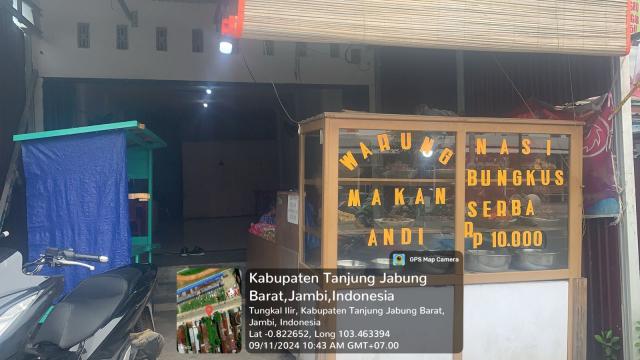 WARUNG
MAKAN
ANDI
NASI
BUNGKUS
SERBA
Rp 10.000
GPS Map Camera
Kabupaten Tanjung Jabung
Barat,Jambi,Indonesia
Tungkal Ilir, Kabupaten Tanjung Jabung Barat,
Jambi, Indonesia
Lat -0.822652, Long 103.463394
09/11/2024 10:43 AM GMT+07.00